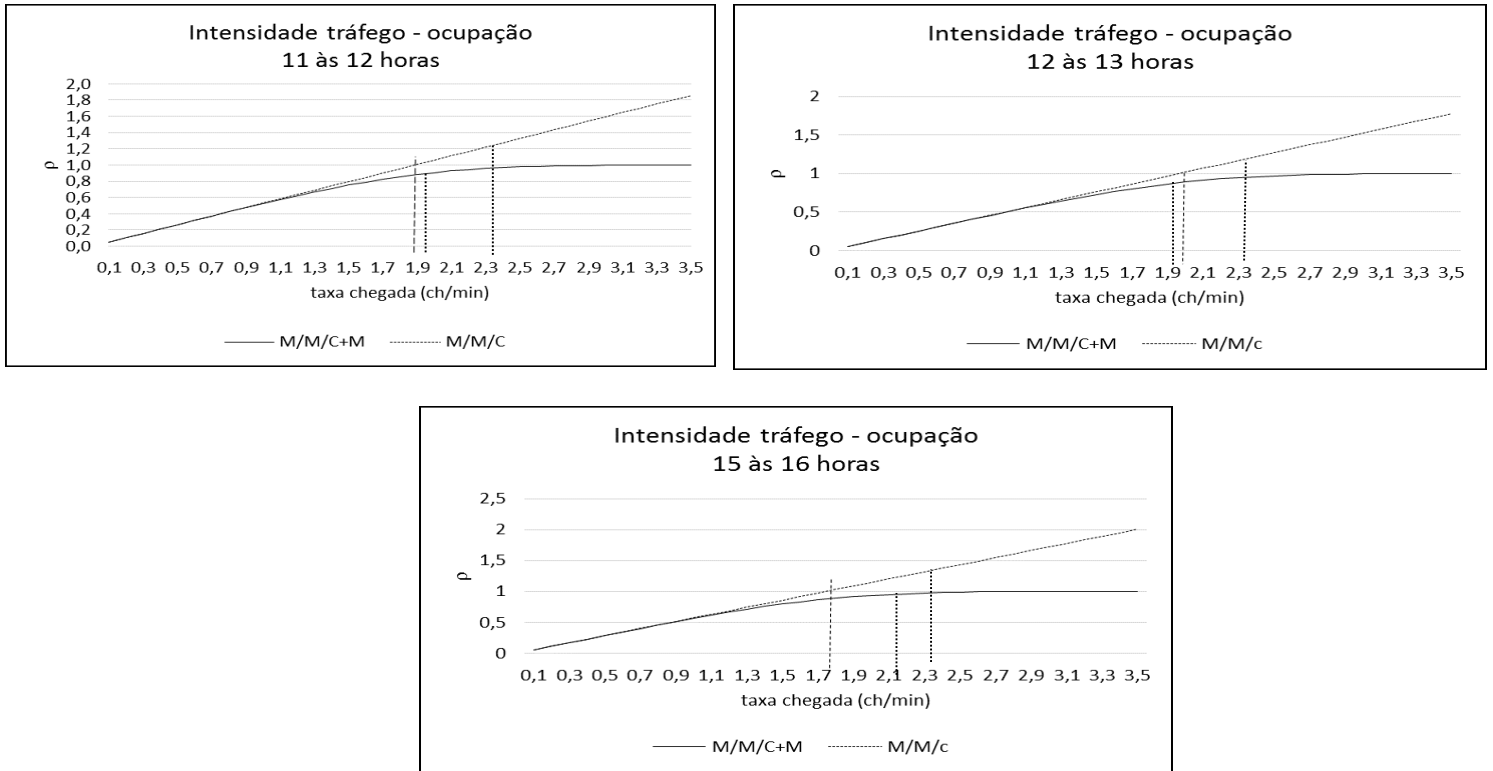 Intensidade tráfego - ocupação
11 às 12 horas
2,0
1,8
1,6
1,4
1,2
1,0
0,8
0,6
0,4
0,2
0,0
ρ
0,1 0,3 0,5 0,7 0,9 1,1 1,3 1,5 1,7 1,9 2,1 2,3 2,5 2,7 2,9 3,1 3,3 3,5
taxa chegada (ch/min)
M/M/C+M M/M/C
Intensidade tráfego - ocupação
12 às 13 horas
2
1,5
1
0,5
0
ρ
0,1 0,3 0,5 0,7 0,9 1,1 1,3 1,5 1,7 1,9 2,1 2,3 2,5 2,7 2,9 3,1 3,3 3,5
taxa chegada (ch/min)
M/M/C+M M/M/c
Intensidade tráfego - ocupação
15 às 16 horas
2,5
2
1,5
1
0,5
0
ρ
0,1 0,3 0,5 0,7 0,9 1,1 1,3 1,5 1,7 1,9 2,1 2,3 2,5 2,7 2,9 3,1 3,3 3,5
taxa chegada (ch/min)
M/M/C+M M/M/c